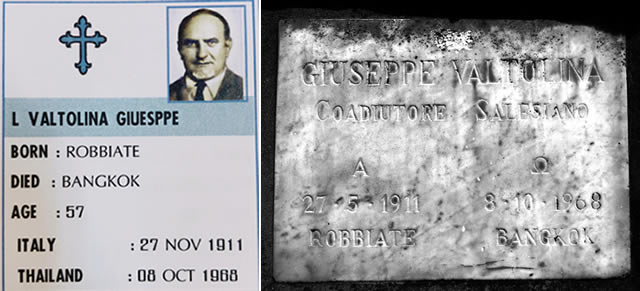 L VALTOLINA GIUESPPE
BORN : ROBBIATE
DIED : BANGKOK
AGE : 57
ITALY : 27 NOV 1911
THAILAND : 08 OCT 1968
GIUSEPPE VALTOLINA
COADIUTORE SALESIANO
Α Ω
27-5-1911 8-10-1968
ROBBIATE BANGKOK